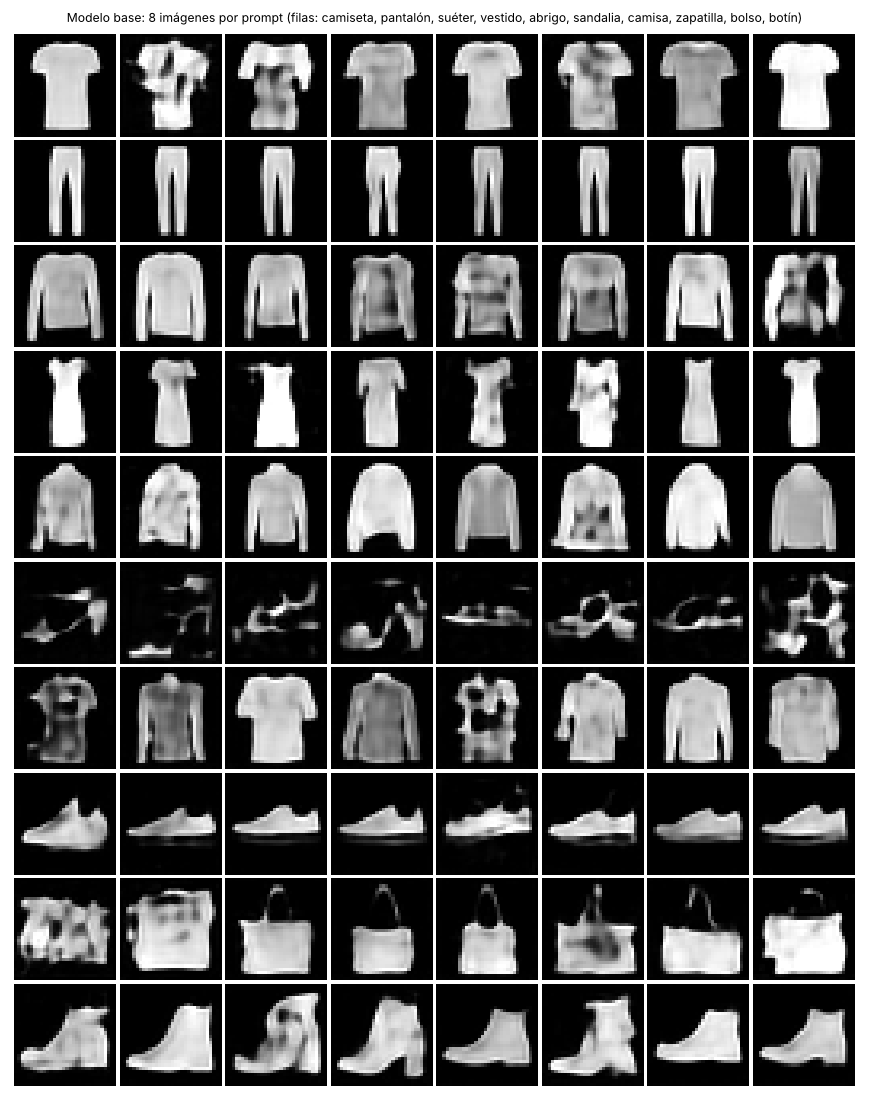 Modelo base: 8 imágenes por prompt (filas: camiseta, pantalón, suéter, vestido, abrigo, sandalia, camisa, zapatilla, bolso, botín)